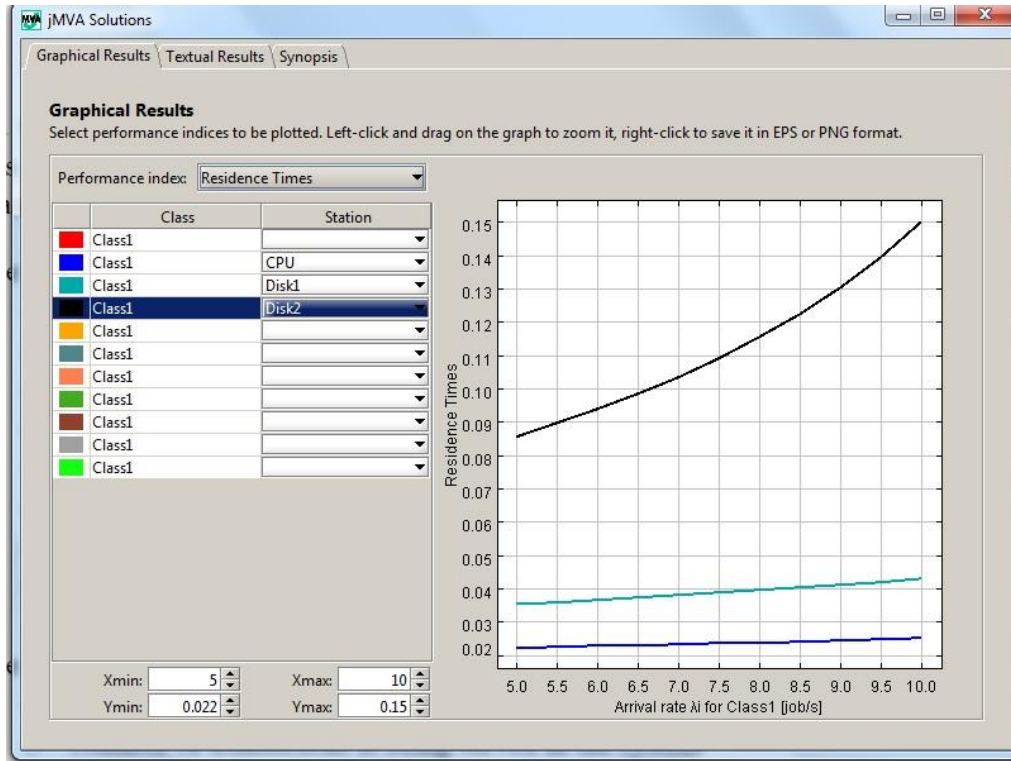 MVA jMVA Solutions
Graphical Results Textual Results Synopsis
Graphical Results
Select performance indices to be plotted. Left-click and drag on the graph to zoom it, right-click to save it in EPS or PNG format.
Performance index: Residence Times
Class Station
Class1
Class1 CPU
Class1 Disk1
Class1 Disk2
Class1
Class1
Class1
Class1
Class1
Class1
Class1
Xmin: 5 Xmax: 10
Ymin: 0.022 Ymax: 0.15
Residence Times
0.15
0.14
0.13
0.12
0.11
0.10
0.09
0.08
0.07
0.06
0.05
0.04
0.03
0.02
5.0 5.5 6.0 6.5 7.0 7.5 8.0 8.5 9.0 9.5 10.0
Arrival rate λi for Class1 [job/s]